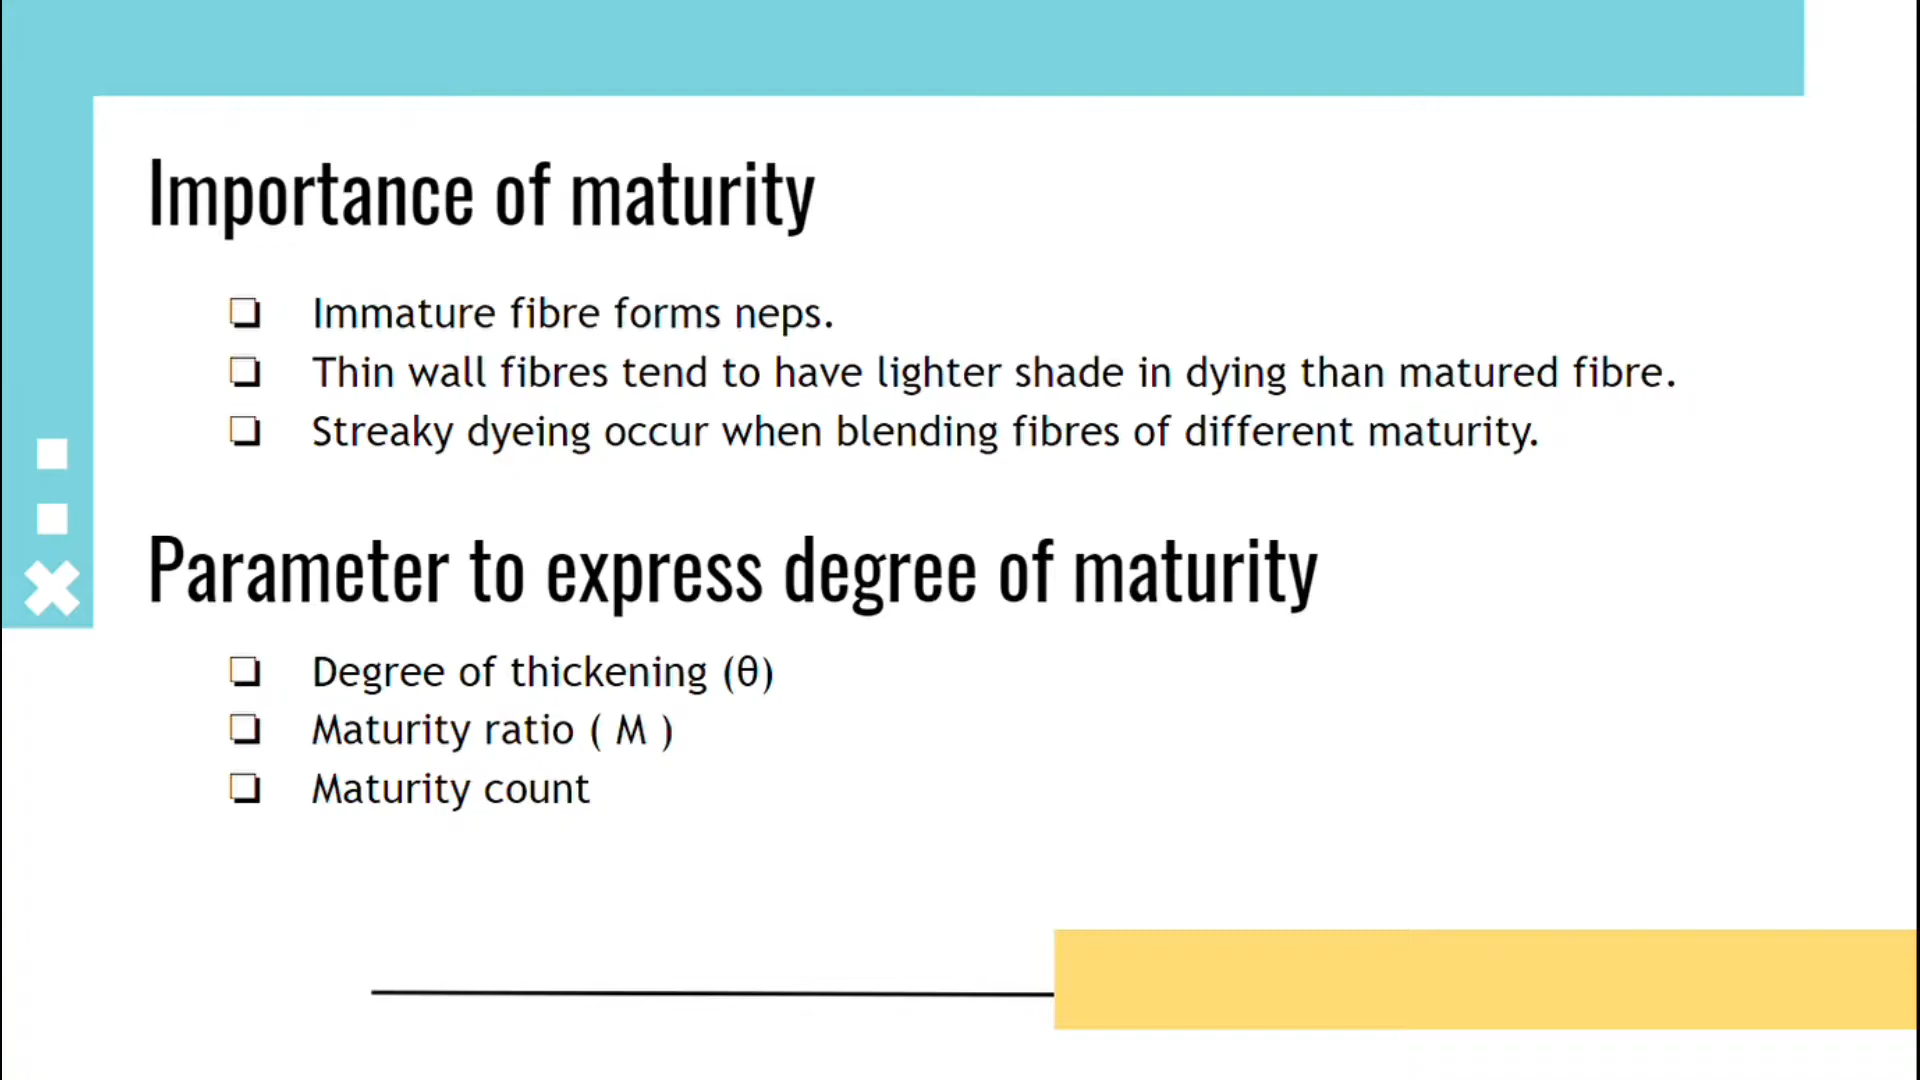 Importance of maturity
❏ Immature fibre forms neps.
❏ Thin wall fibres tend to have lighter shade in dying than matured fibre.
❏ Streaky dyeing occur when blending fibres of different maturity.
Parameter to express degree of maturity
❏ Degree of thickening (θ)
❏ Maturity ratio ( M )
❏ Maturity count